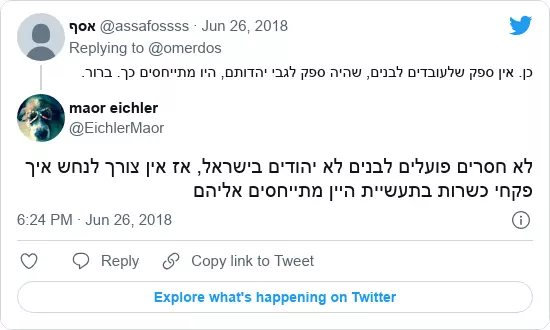 אסף @assafossss · Jun 26, 2018
Replying to @omerdos
כן. אין ספק שלעובדים לבנים, שהיה ספק לגבי יהדותם, היו מתייחסים כך. ברור.
maor eichler
@EichlerMaor
לא חסרים פועלים לבנים לא יהודים בישראל, אז אין צורך לנחש איך
פקחי כשרות בתעשיית היין מתייחסים אליהם
6:24 PM · Jun 26, 2018
Reply
Copy link to Tweet
Explore what's happening on Twitter